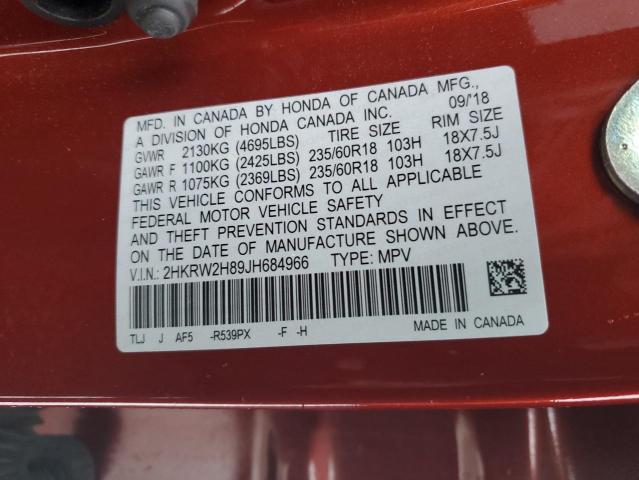 MFD. IN CANADA BY HONDA OF CANADA MFG.,
A DIVISION OF HONDA CANADA INC. 09/'18
GVWR 2130KG (4695LBS) TIRE SIZE RIM SIZE
GAWR F 1100KG (2425LBS) 235/60R18 103H 18X7.5J
GAWR R 1075KG (2369LBS) 235/60R18 103H 18X7.5J
THIS VEHICLE CONFORMS TO ALL APPLICABLE
FEDERAL MOTOR VEHICLE SAFETY
AND THEFT PREVENTION STANDARDS IN EFFECT
ON THE DATE OF MANUFACTURE SHOWN ABOVE.
V.I.N.: 2HKRW2H89JH684966 TYPE: MPV
TLJ J AF5 -R539PX -F -H MADE IN CANADA